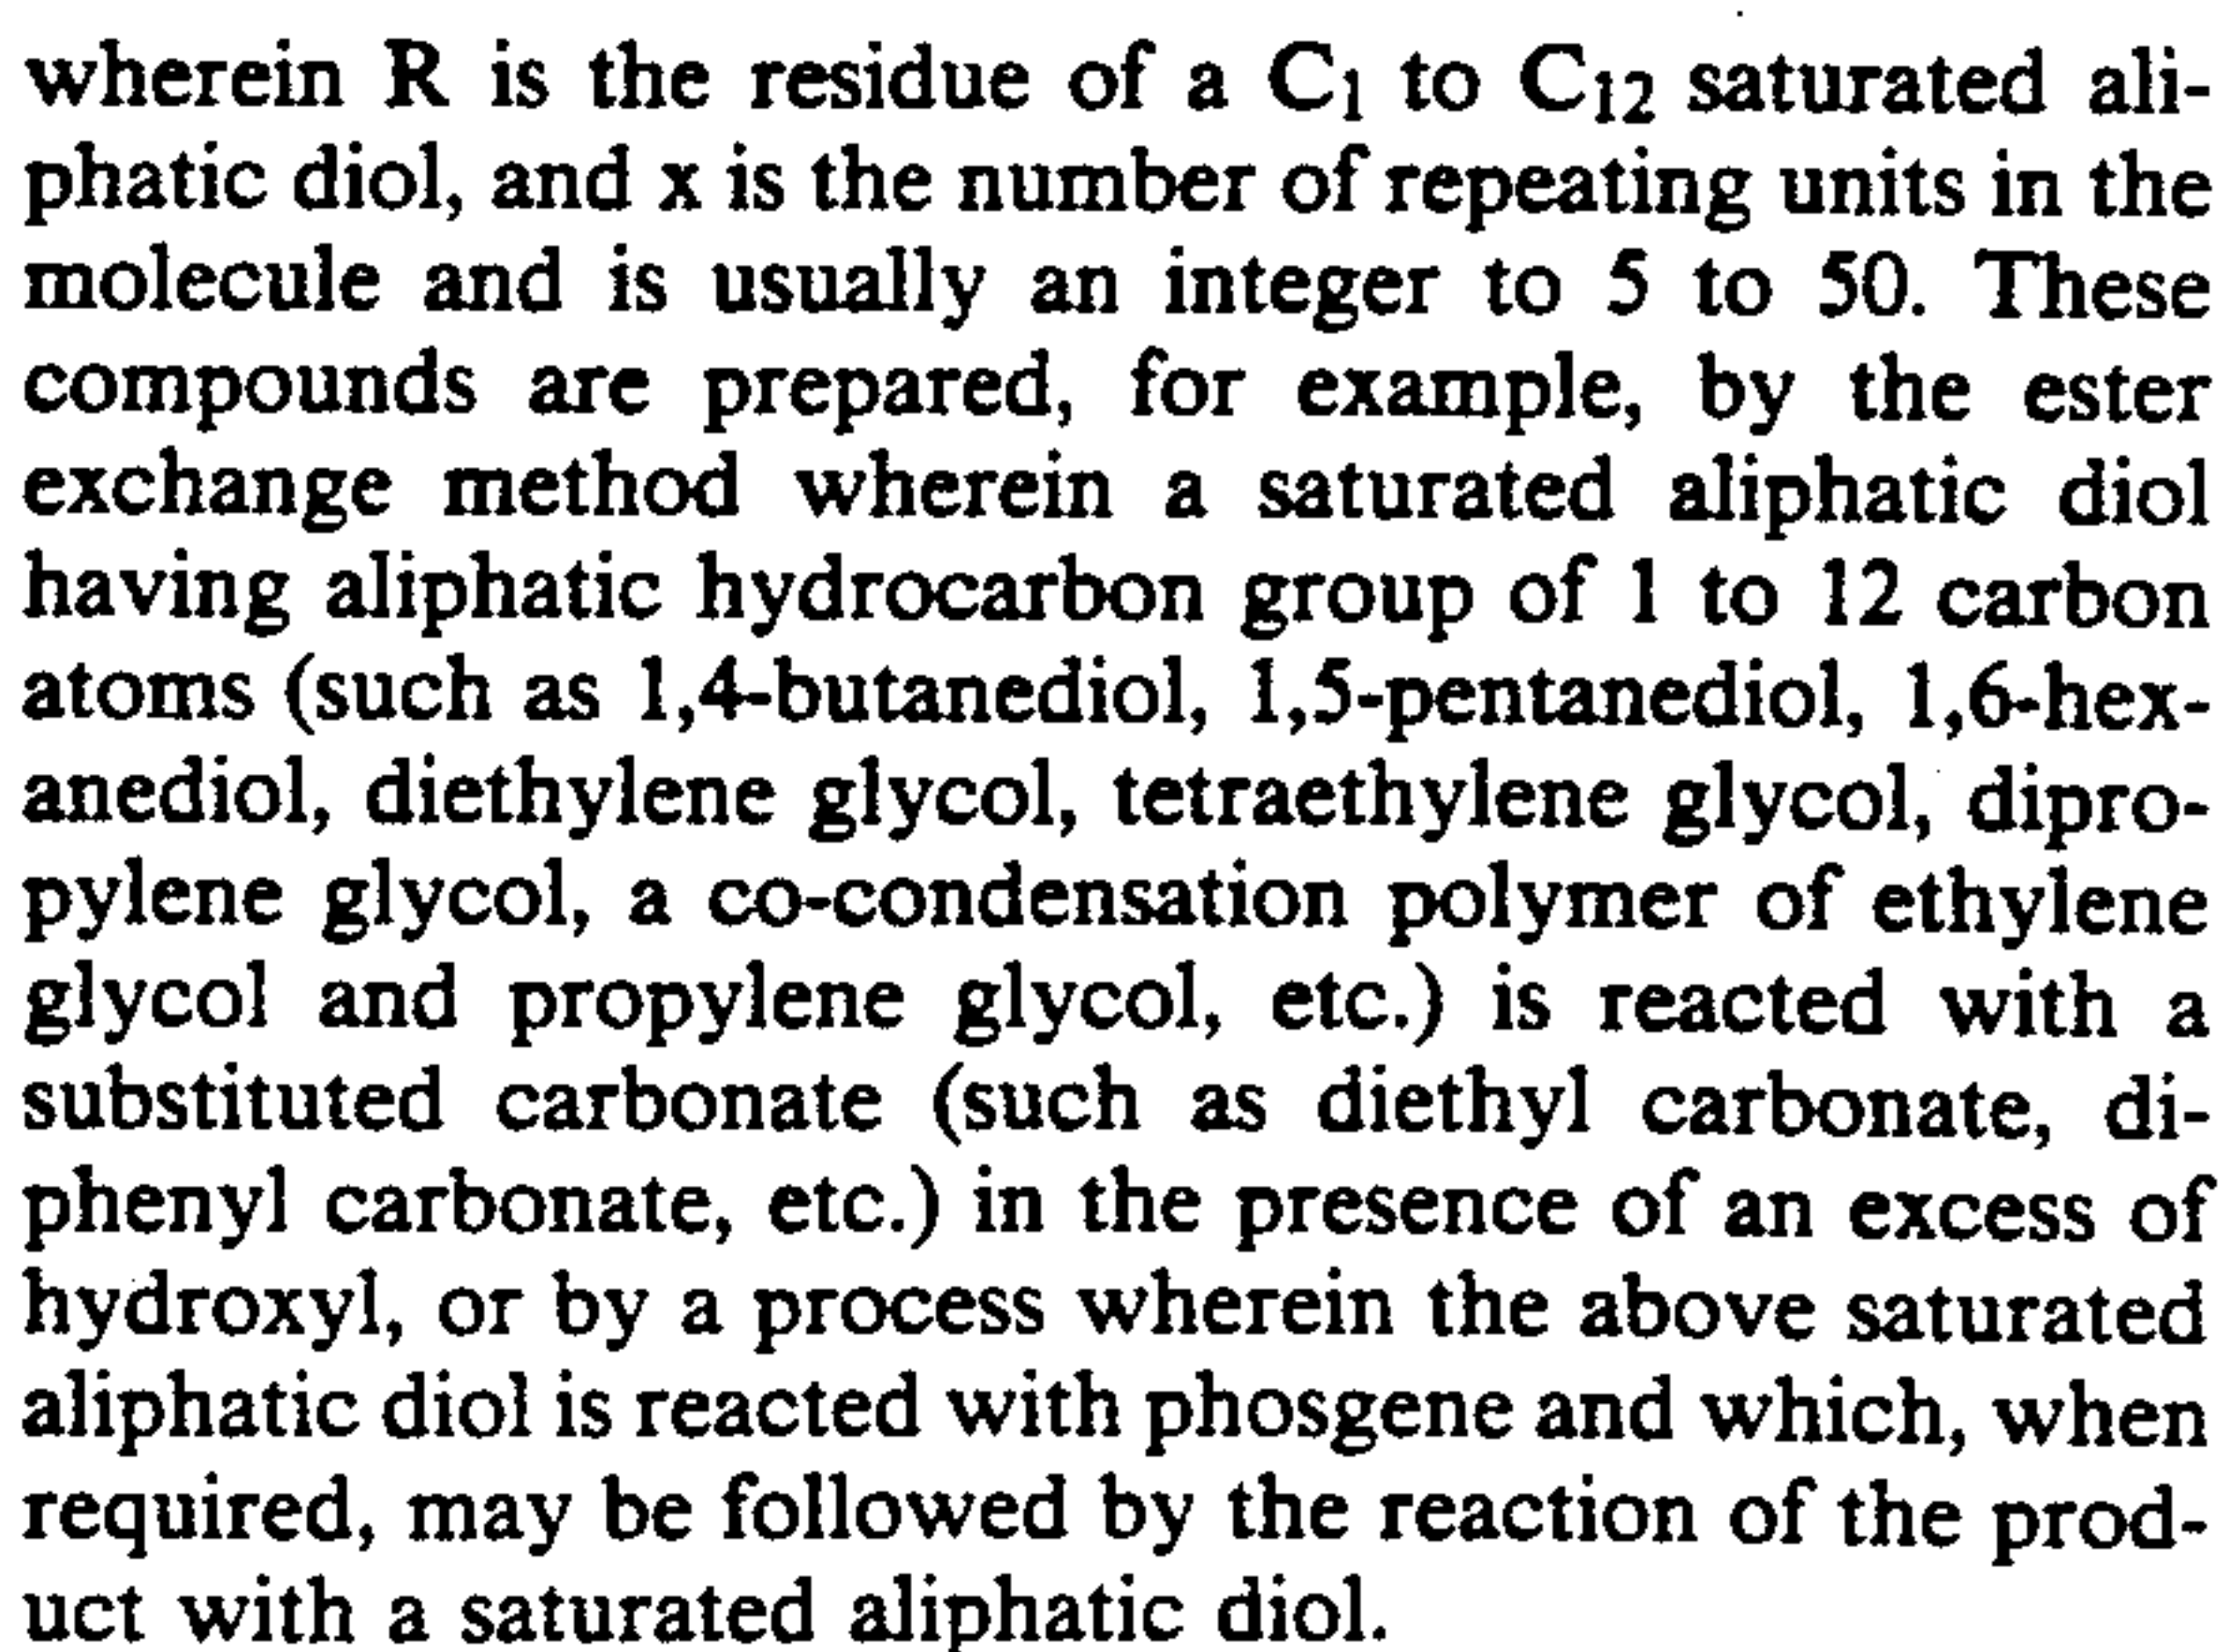 wherein R is the residue of a C₁ to C₁₂ saturated ali-
phatic diol, and x is the number of repeating units in the
molecule and is usually an integer to 5 to 50. These
compounds are prepared, for example, by the ester
exchange method wherein a saturated aliphatic diol
having aliphatic hydrocarbon group of 1 to 12 carbon
atoms (such as 1,4-butanediol, 1,5-pentanediol, 1,6-hex-
anediol, diethylene glycol, tetraethylene glycol, dipro-
pylene glycol, a co-condensation polymer of ethylene
glycol and propylene glycol, etc.) is reacted with a
substituted carbonate (such as diethyl carbonate, di-
phenyl carbonate, etc.) in the presence of an excess of
hydroxyl, or by a process wherein the above saturated
aliphatic diol is reacted with phosgene and which, when
required, may be followed by the reaction of the prod-
uct with a saturated aliphatic diol.